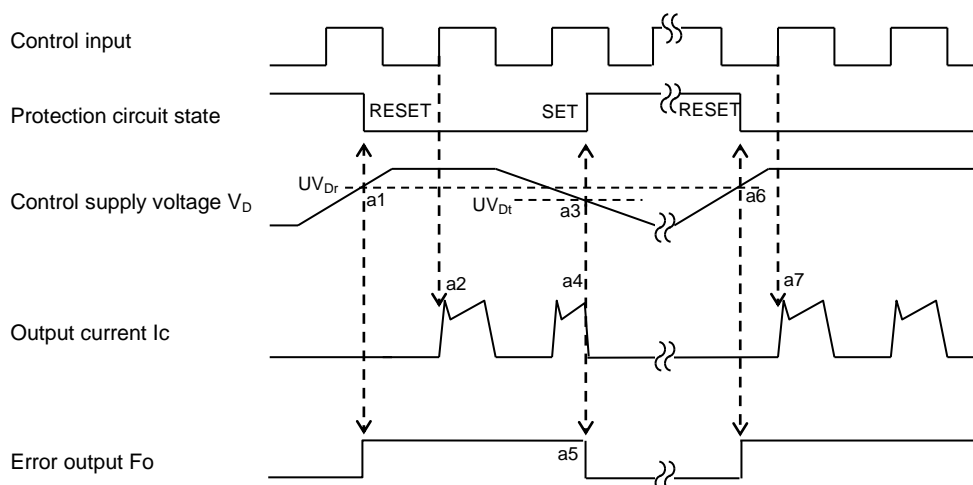 Control input
Protection circuit state
RESET
SET
RESET
Control supply voltage VD
UVDr
a1
UVDt
a3
a6
a2
a4
a7
Output current Ic
Error output Fo
a5